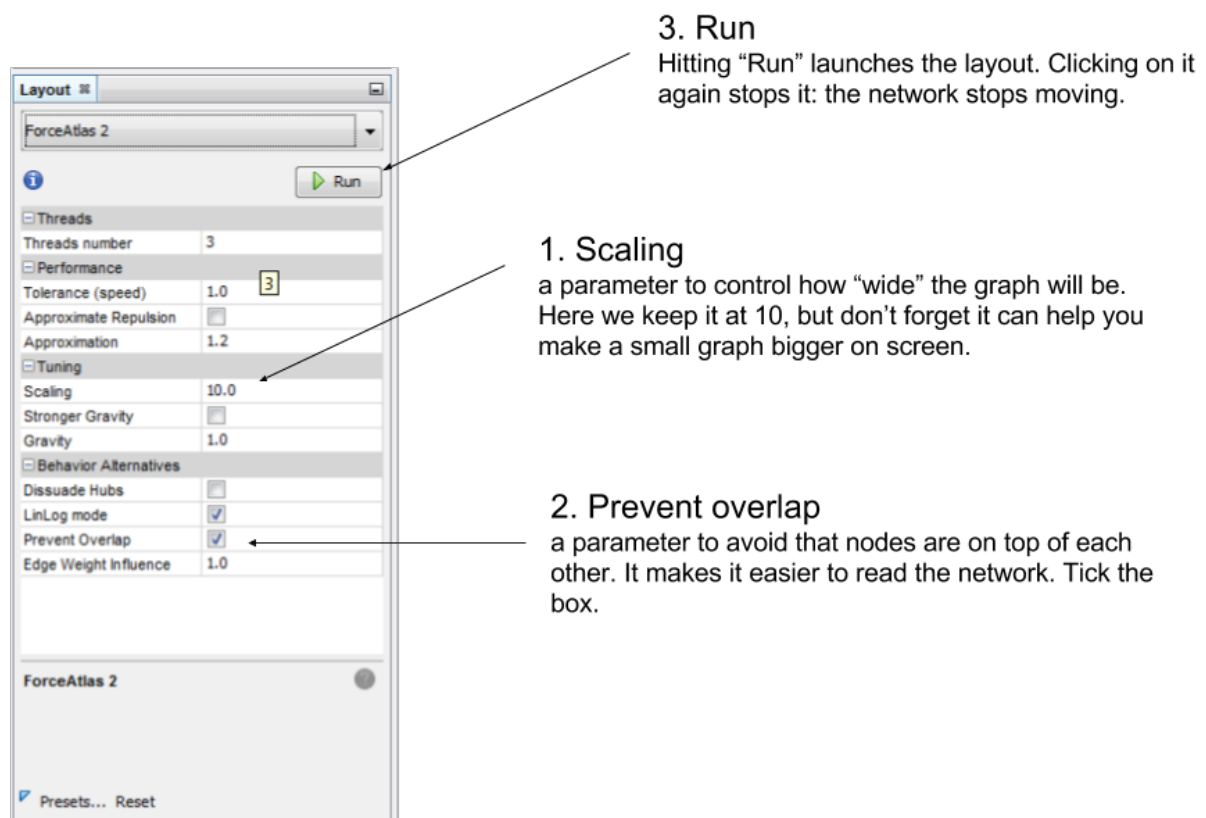 3. Run
Hitting “Run” launches the layout. Clicking on it
again stops it: the network stops moving.
Layout
ForceAtlas 2
Run
Threads
Threads number 3
Performance
Tolerance (speed) 1.0
3
Approximate Repulsion
Approximation 1.2
Tuning
Scaling 10.0
Stronger Gravity
Gravity 1.0
Behavior Alternatives
Dissuade Hubs
LinLog mode
Prevent Overlap
Edge Weight Influence 1.0
ForceAtlas 2
Presets... Reset
1. Scaling
a parameter to control how “wide” the graph will be.
Here we keep it at 10, but don’t forget it can help you
make a small graph bigger on screen.
2. Prevent overlap
a parameter to avoid that nodes are on top of each
other. It makes it easier to read the network. Tick the
box.